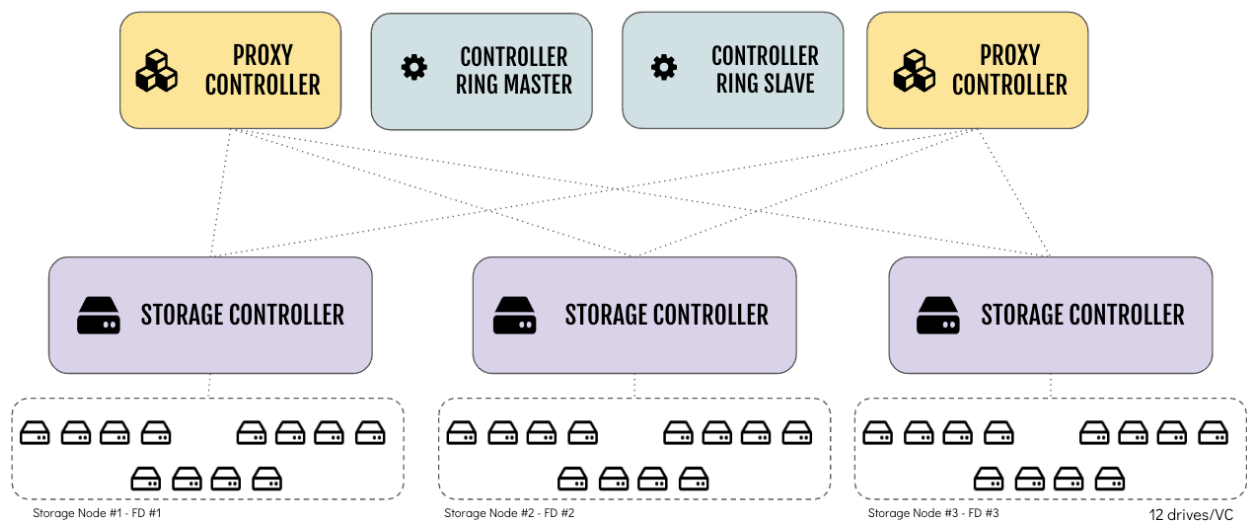 PROXY
CONTROLLER
CONTROLLER
RING MASTER
CONTROLLER
RING SLAVE
PROXY
CONTROLLER
STORAGE CONTROLLER
STORAGE CONTROLLER
STORAGE CONTROLLER
Storage Node #1 - FD #1
Storage Node #2 - FD #2
Storage Node #3 - FD #3
12 drives/VC